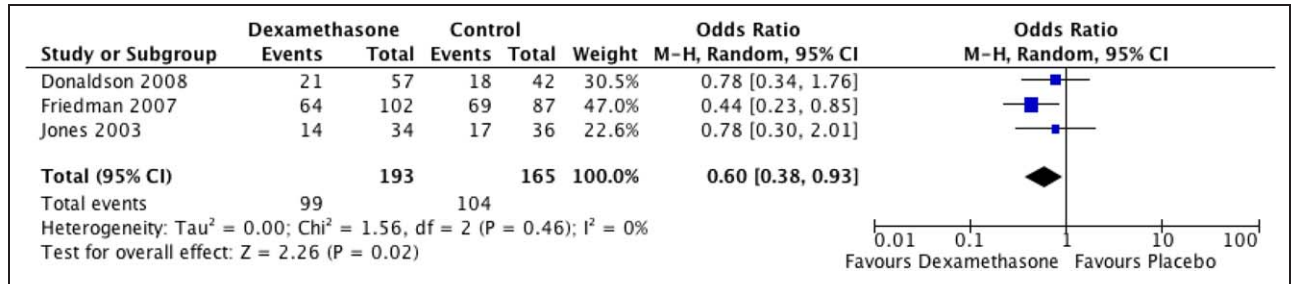 Dexamethasone Control Odds Ratio Odds Ratio
Study or Subgroup Events Total Events Total Weight M-H, Random, 95% CI M-H, Random, 95% CI
Donaldson 2008 21 57 18 42 30.5% 0.78 [0.34, 1.76]
Friedman 2007 64 102 69 87 47.0% 0.44 [0.23, 0.85]
Jones 2003 14 34 17 36 22.6% 0.78 [0.30, 2.01]
Total (95% CI) 193 165 100.0% 0.60 [0.38, 0.93]
Total events 99 104
Heterogeneity: Tau² = 0.00; Chi² = 1.56, df = 2 (P = 0.46); I² = 0%
Test for overall effect: Z = 2.26 (P = 0.02)
0.01 0.1 1 10 100
Favours Dexamethasone Favours Placebo